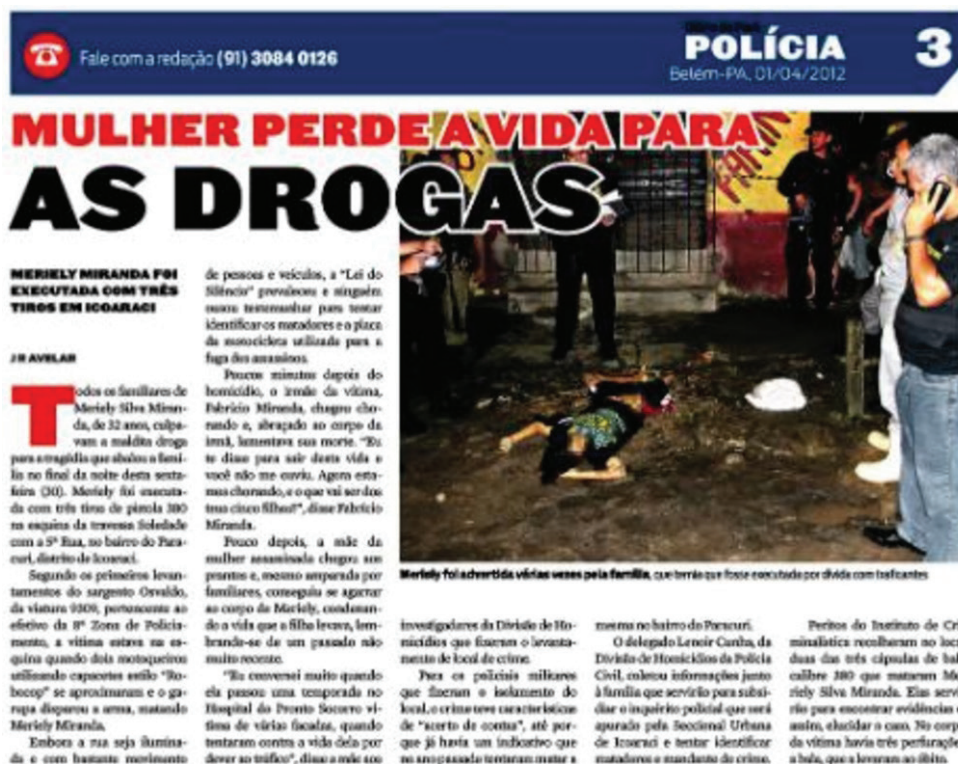 Fale com a redação (91) 3084 0126
POLÍCIA
Belém-PA, 01/04/2012
3
MULHER PERDE A VIDA PARA
AS DROGAS
MERIELY MIRANDA FOI
EXECUTADA COM TRÊS
TIROS EM ICOARACI
JR AVELAR
Todos os familiares de
Meriely Silva Miran-
da, de 32 anos, culpa-
vam a maldita droga
para a tragédia que abalou a famí-
lia no final da noite desta sexta-
feira (30). Meriely foi executa-
da com três tiros de pistola 380
na esquina da travessa Soledade
com a 5ª Rua, no bairro do Para-
curi, distrito de Icoaraci.
Segundo os primeiros levan-
tamentos do sargento Osvaldo,
da viatura 9309, pertencente ao
efetivo da 8ª Zona de Policia-
mento, a vítima estava na es-
quina quando dois motoqueiros
utilizando capacetes estilo "Ro-
bocop" se aproximaram e o ga-
rupa disparou a arma, matando
Meriely Miranda.
Embora a rua seja ilumina-
da e com bastante movimento
de pessoas e veículos, a "Lei do
Silêncio" prevaleceu e ninguém
ousou testemunhar para tentar
identificar os matadores e a placa
da motocicleta utilizada para a
fuga dos assassinos.
Poucos minutos depois do
homicídio, o irmão da vítima,
Fabrício Miranda, chegou cho-
rando e, abraçado ao corpo da
irmã, lamentava sua morte. "Eu
te disse para sair desta vida e
você não me ouviu. Agora esta-
mos chorando, e o que vai ser dos
teus cinco filhos?", disse Fabrício
Miranda.
Pouco depois, a mãe da
mulher assassinada chegou aos
prantos e, mesmo amparada por
familiares, conseguiu se agarrar
ao corpo de Meriely, condenan-
do a vida que a filha levava, lem-
brando-se de um passado não
muito recente.
"Eu conversei muito quando
ela passou uma temporada no
Hospital do Pronto Socorro ví-
tima de várias facadas, quando
tentaram contra a vida dela por
dever ao tráfico", disse a mãe aos
Meriely foi advertida várias vezes pela família, que temia que fosse executada por dívida com traficantes
investigadores da Divisão de Ho-
micídios que fizeram o levanta-
mento de local de crime.
Para os policiais militares
que fizeram o isolamento do
local, o crime teve características
de "acerto de contas", até por-
que já havia um indicativo que
no ano passado tentaram matar a
mesma no bairro do Paracuri.
O delegado Lenoir Cunha, da
Divisão de Homicídios da Polícia
Civil, coletou informações junto
à família que servirão para subsi-
diar o inquérito policial que será
apurado pela Seccional Urbana
de Icoaraci e tentar identificar
matadores e mandante do crime.
Peritos do Instituto de Cri
minalística recolheram no loca
duas das três cápsulas de bal
calibre 380 que mataram Me
riely Silva Miranda. Elas servi
rão para encontrar evidências e
assim, elucidar o caso. No corp
da vítima havia três perfuraçõe
a bala, que a levaram ao óbito.